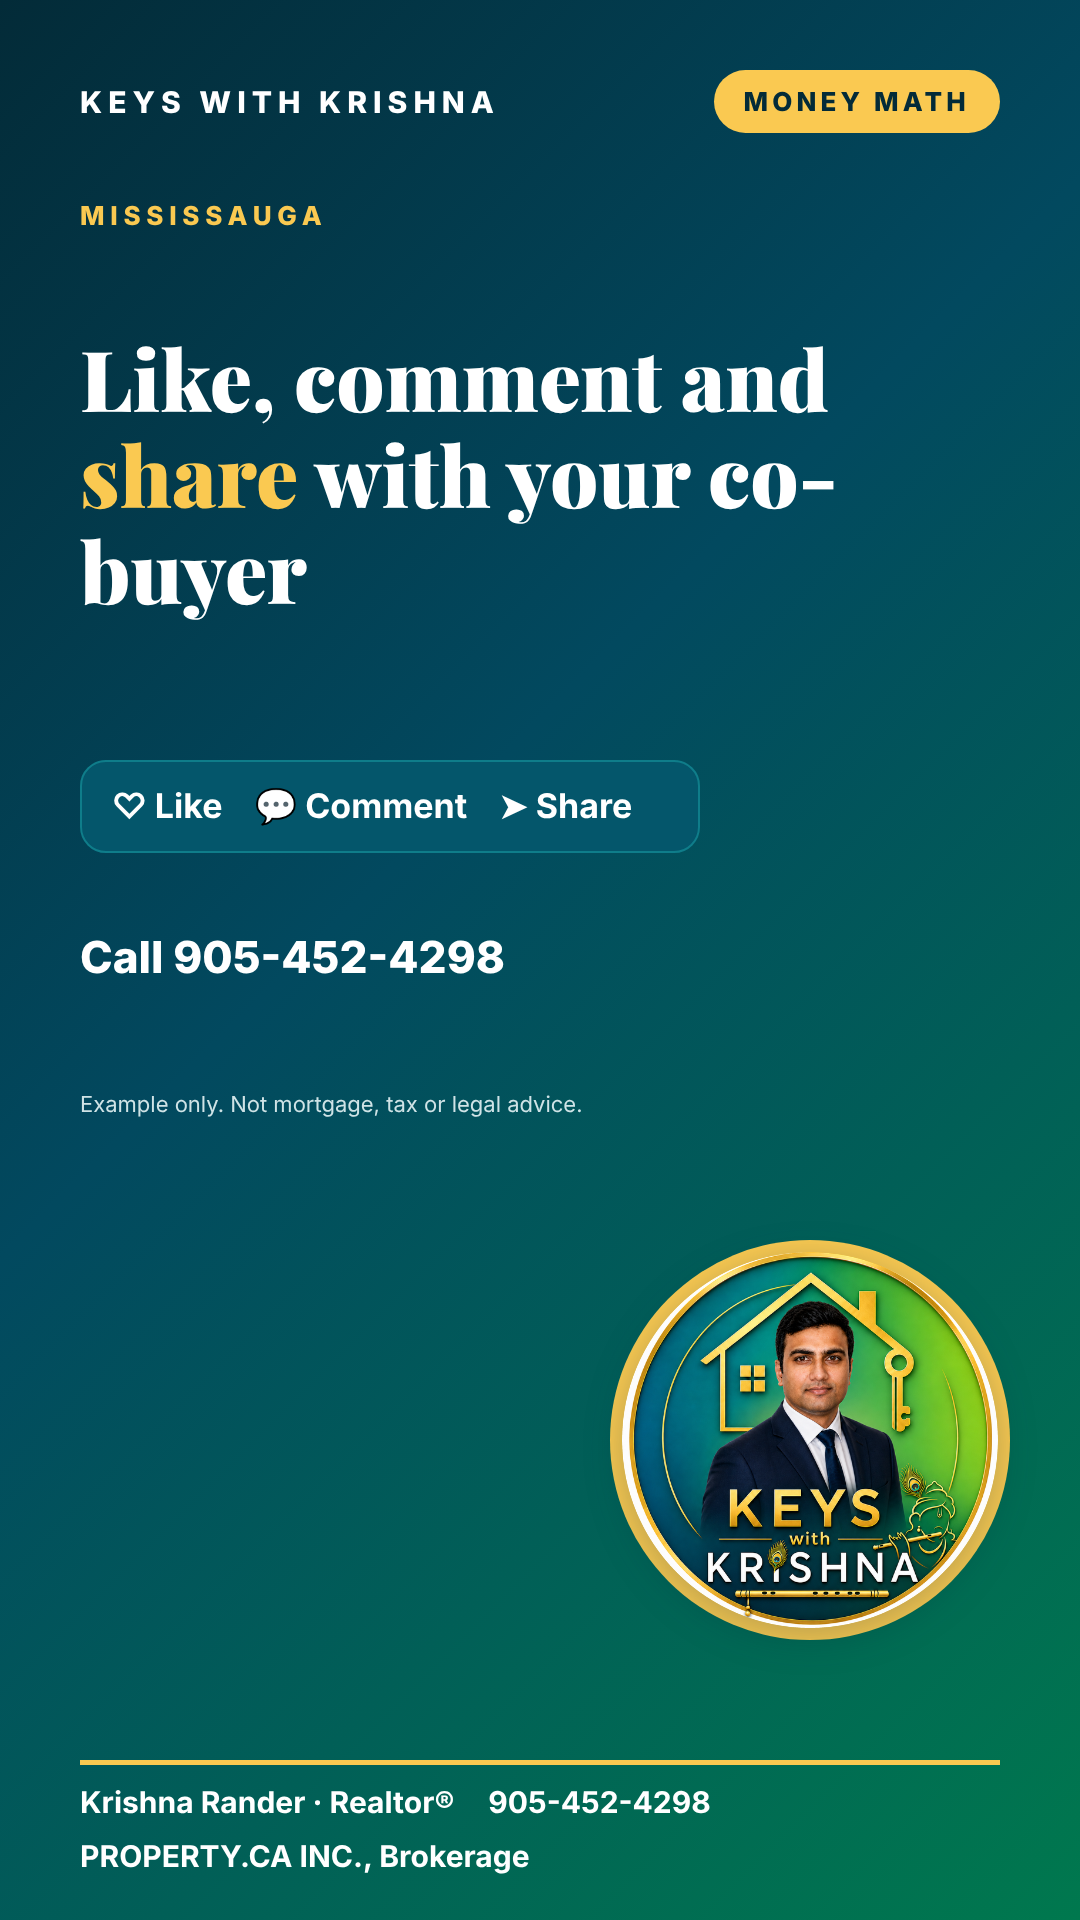 KEYS WITH KRISHNA
MONEY MATH
MISSISSAUGA
Like, comment and
share with your co-
buyer
♡ Like 💬 Comment ➤ Share
Call 905-452-4298
Example only. Not mortgage, tax or legal advice.
KEYS
with
KRISHNA
Krishna Rander · Realtor® 905-452-4298
PROPERTY.CA INC., Brokerage